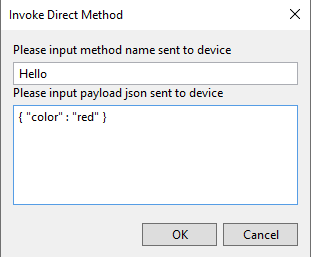 Invoke Direct Method
Please input method name sent to device
Hello
Please input payload json sent to device
{ "color" : "red" }
OK
Cancel